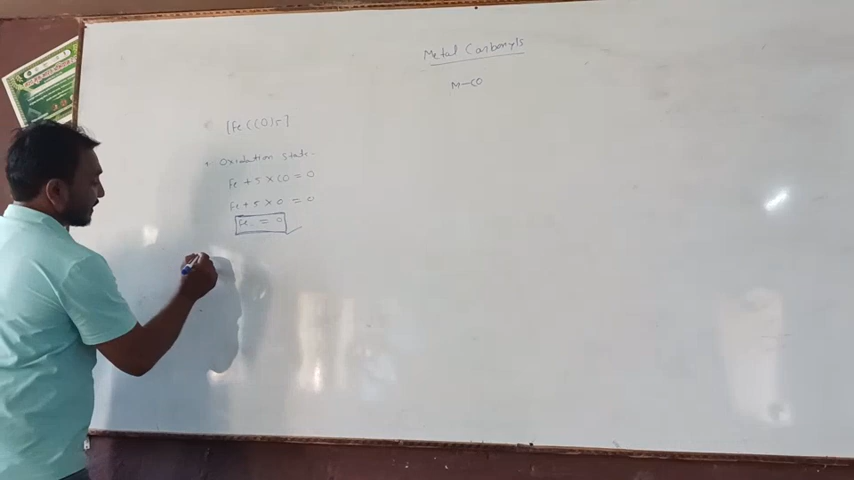 Metal Carbonyls
M-CO
[Fe(CO)5]
* Oxidation state-
Fe + 5 × CO = 0
Fe + 5 × 0 = 0
Fe = 0